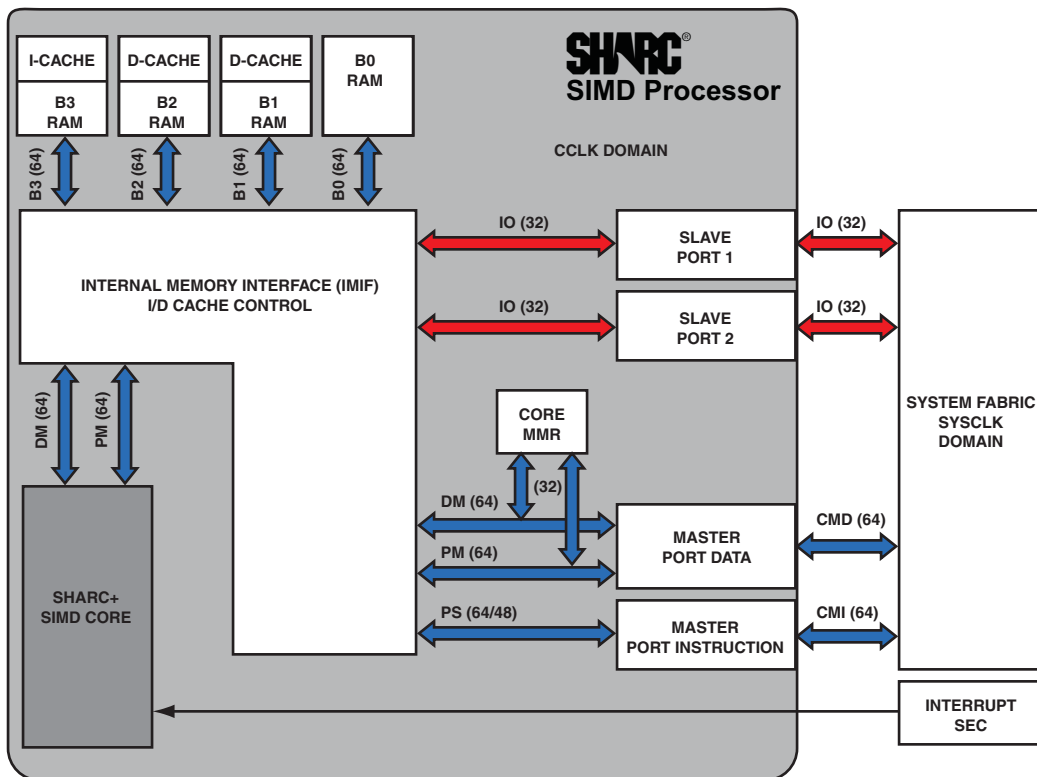 SHARC®
SIMD Processor
I-CACHE
B3
RAM
D-CACHE
B2
RAM
D-CACHE
B1
RAM
B0
RAM
CCLK DOMAIN
B3 (64)
B2 (64)
B1 (64)
B0 (64)
INTERNAL MEMORY INTERFACE (IMIF)
I/D CACHE CONTROL
IO (32)
SLAVE
PORT 1
IO (32)
IO (32)
SLAVE
PORT 2
IO (32)
SYSTEM FABRIC
SYSCLK
DOMAIN
DM (64)
PM (64)
CORE
MMR
(32)
DM (64)
PM (64)
MASTER
PORT DATA
CMD (64)
SHARC+
SIMD CORE
PS (64/48)
MASTER
PORT INSTRUCTION
CMI (64)
INTERRUPT
SEC